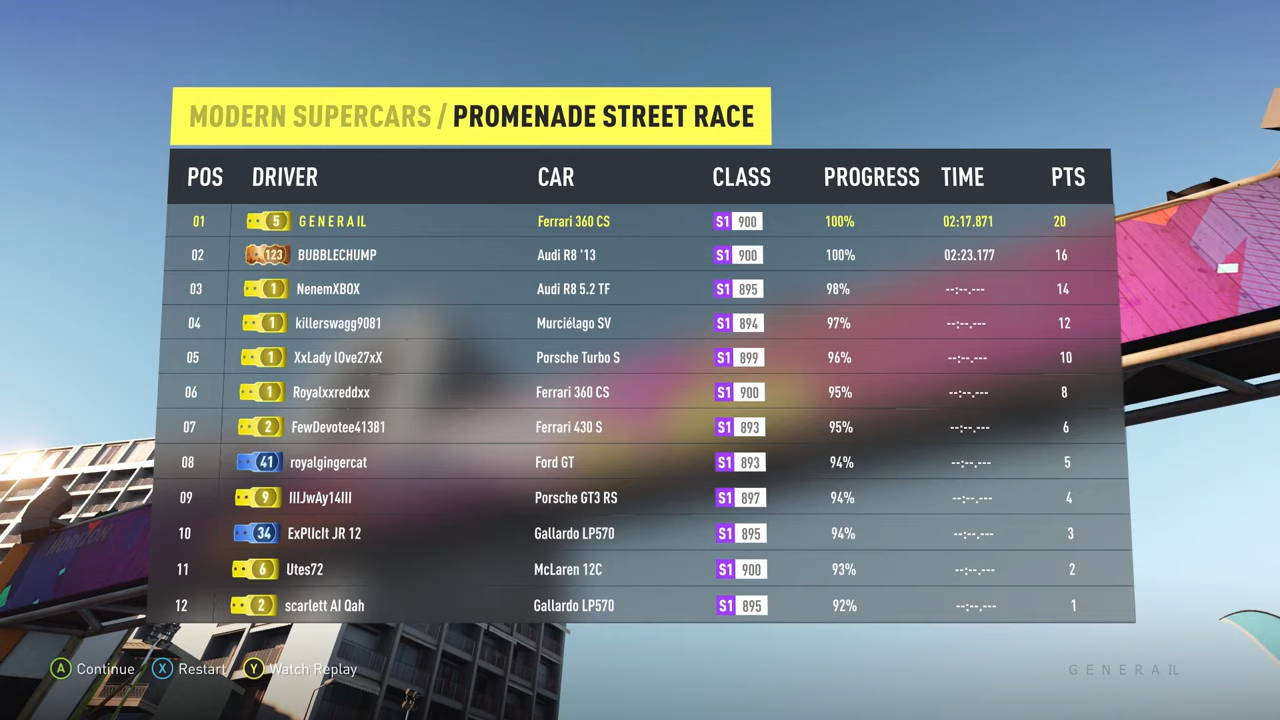 MODERN SUPERCARS / PROMENADE STREET RACE
POS DRIVER CAR CLASS PROGRESS TIME PTS
01 5 G E N E R A IL Ferrari 360 CS S1 900 100% 02:17.871 20
02 123 BUBBLECHUMP Audi R8 '13 S1 900 100% 02:23.177 16
03 1 NenemXBOX Audi R8 5.2 TF S1 895 98% --:--.--- 14
04 1 killerswagg9081 Murciélago SV S1 894 97% --:--.--- 12
05 1 XxLady lOve27xX Porsche Turbo S S1 899 96% --:--.--- 10
06 1 Royalxxreddxx Ferrari 360 CS S1 900 95% --:--.--- 8
07 2 FewDevotee41381 Ferrari 430 S S1 893 95% --:--.--- 6
08 41 royalgingercat Ford GT S1 893 94% --:--.--- 5
09 9 IIIJwAy14III Porsche GT3 RS S1 897 94% --:--.--- 4
10 34 ExPlIcIt JR 12 Gallardo LP570 S1 895 94% --:--.--- 3
11 6 Utes72 McLaren 12C S1 900 93% --:--.--- 2
12 2 scarlett AI Qah Gallardo LP570 S1 895 92% --:--.--- 1
HORIZON
A Continue X Restart Y Watch Replay
G E N E R A IL